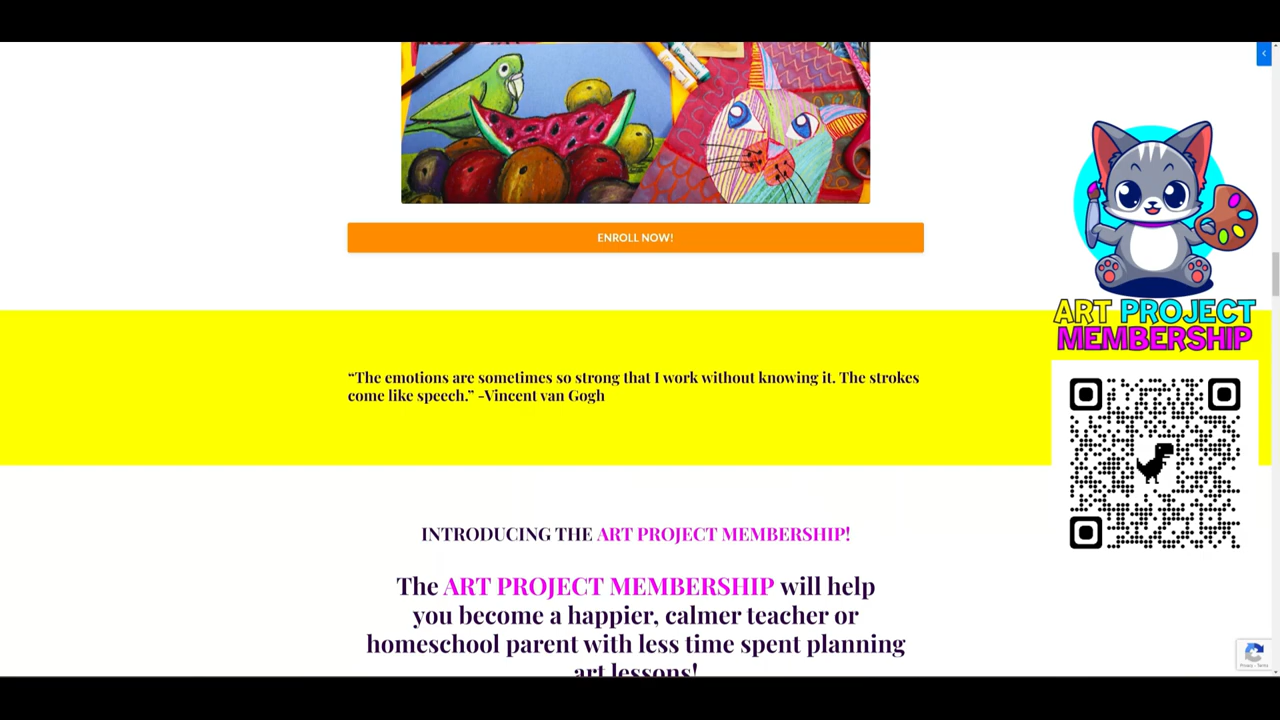 ENROLL NOW!
ART PROJECT
MEMBERSHIP
“The emotions are sometimes so strong that I work without knowing it. The strokes
come like speech.” -Vincent van Gogh
INTRODUCING THE ART PROJECT MEMBERSHIP!
The ART PROJECT MEMBERSHIP will help
you become a happier, calmer teacher or
homeschool parent with less time spent planning
art lessons!
Privacy - Terms